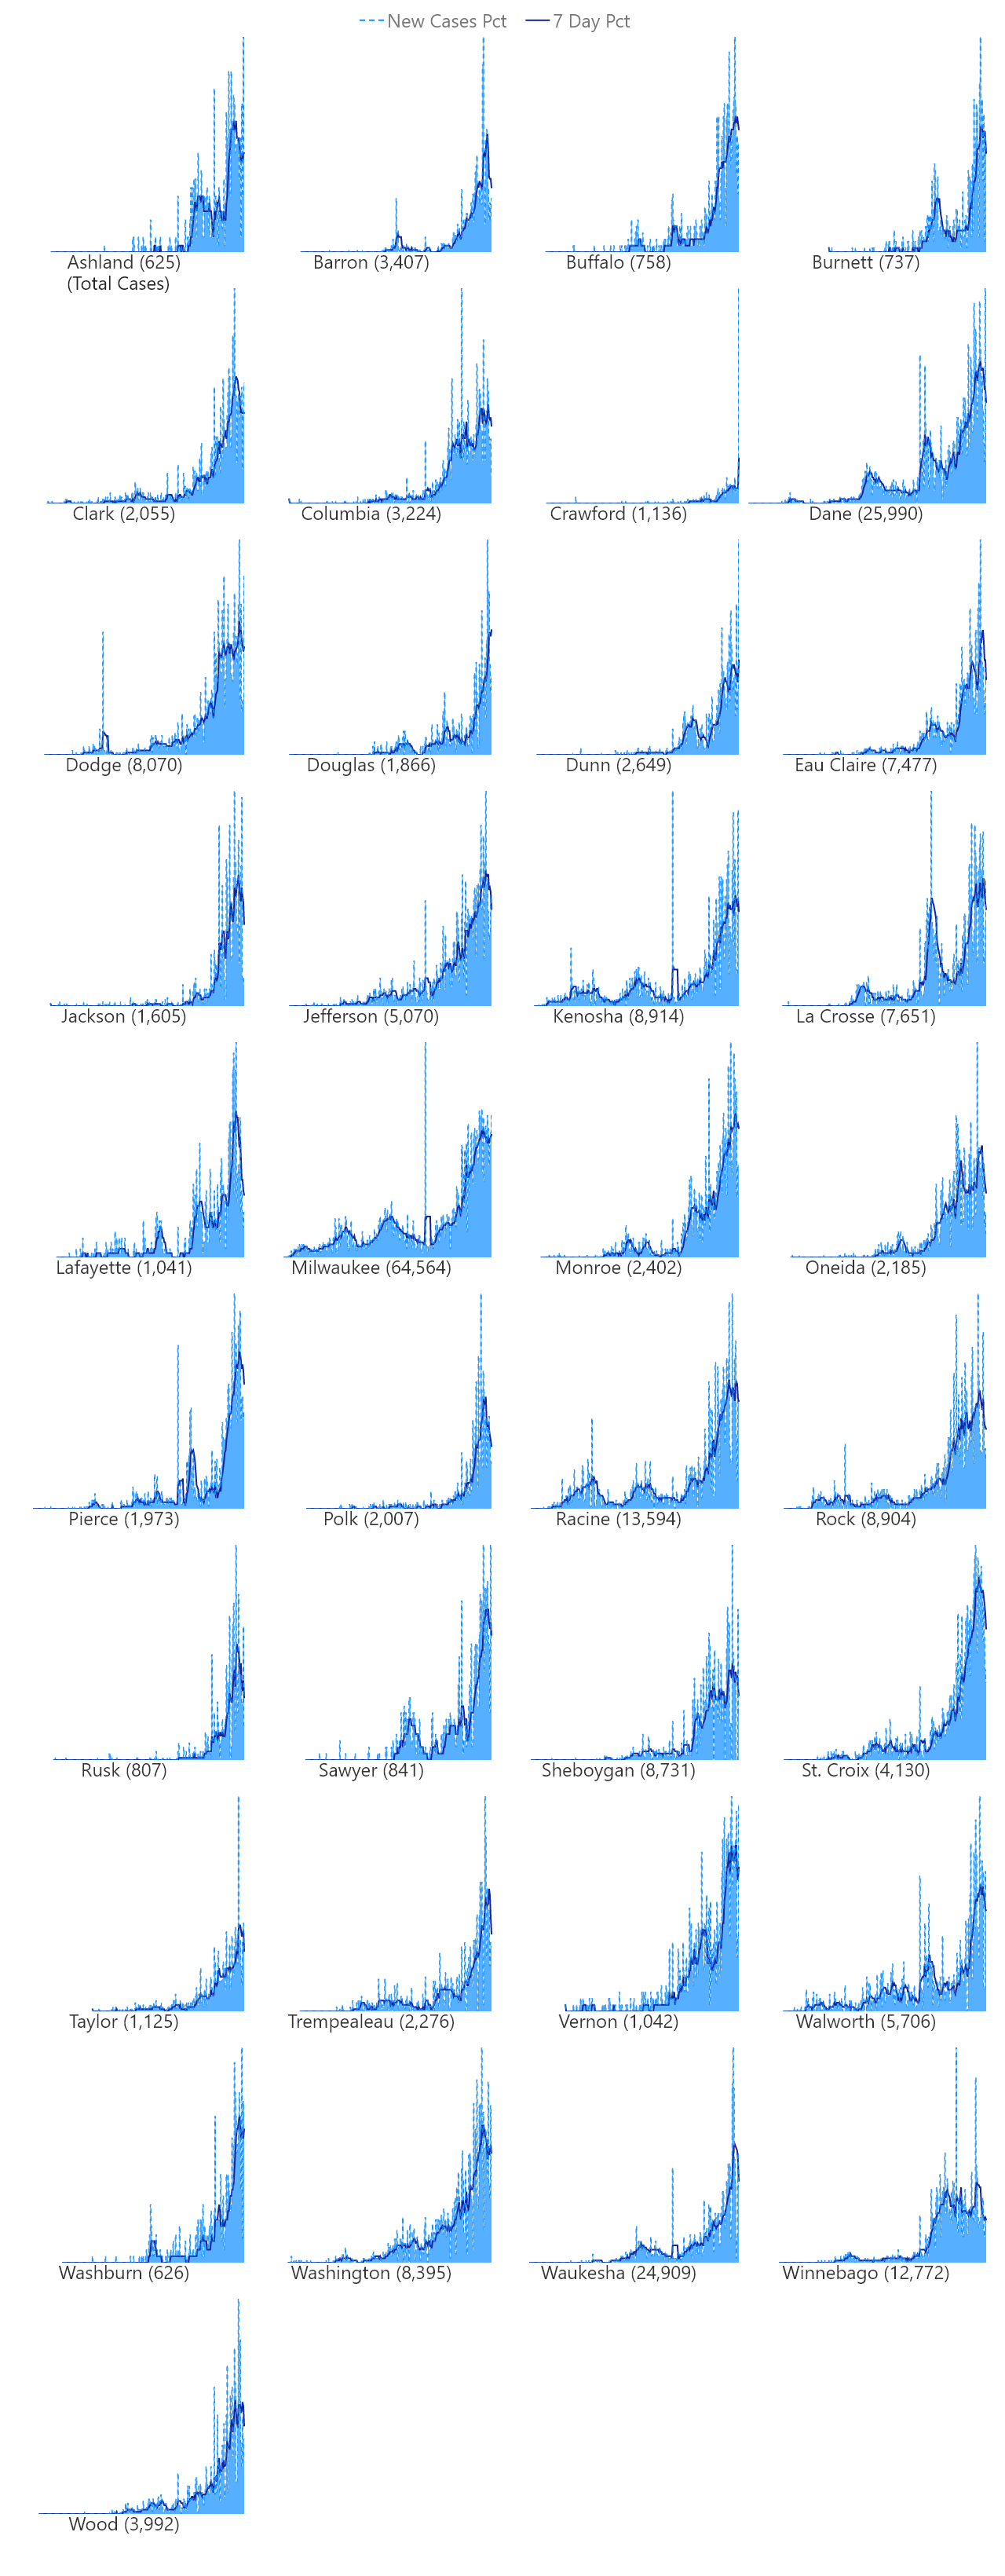 New Cases Pct 7 Day Pct
Ashland (625) Barron (3,407) Buffalo (758) Burnett (737)
(Total Cases)
Clark (2,055) Columbia (3,224) Crawford (1,136) Dane (25,990)
Dodge (8,070) Douglas (1,866) Dunn (2,649) Eau Claire (7,477)
Jackson (1,605) Jefferson (5,070) Kenosha (8,914) La Crosse (7,651)
Lafayette (1,041) Milwaukee (64,564) Monroe (2,402) Oneida (2,185)
Pierce (1,973) Polk (2,007) Racine (13,594) Rock (8,904)
Rusk (807) Sawyer (841) Sheboygan (8,731) St. Croix (4,130)
Taylor (1,125) Trempealeau (2,276) Vernon (1,042) Walworth (5,706)
Washburn (626) Washington (8,395) Waukesha (24,909) Winnebago (12,772)
Wood (3,992)